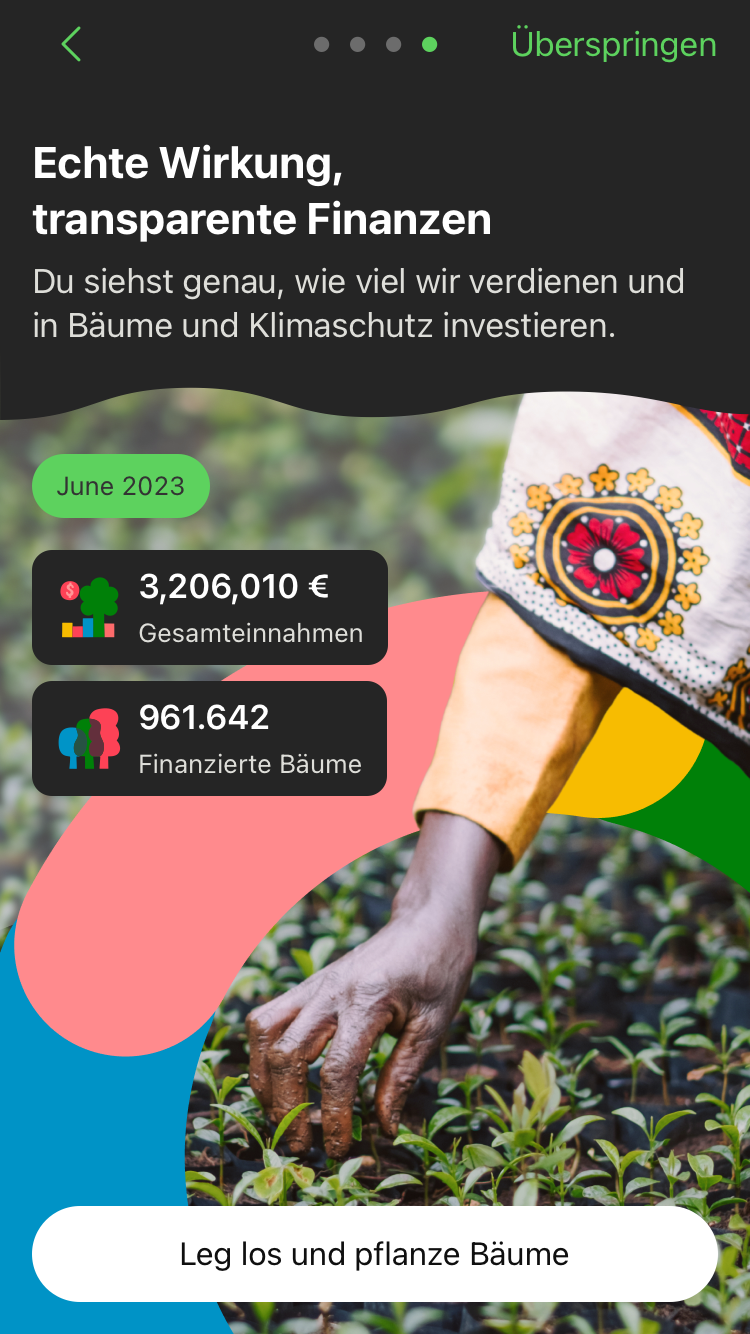 Überspringen
Echte Wirkung,
transparente Finanzen
Du siehst genau, wie viel wir verdienen und
in Bäume und Klimaschutz investieren.
June 2023
3,206,010 €
Gesamteinnahmen
961.642
Finanzierte Bäume
Leg los und pflanze Bäume